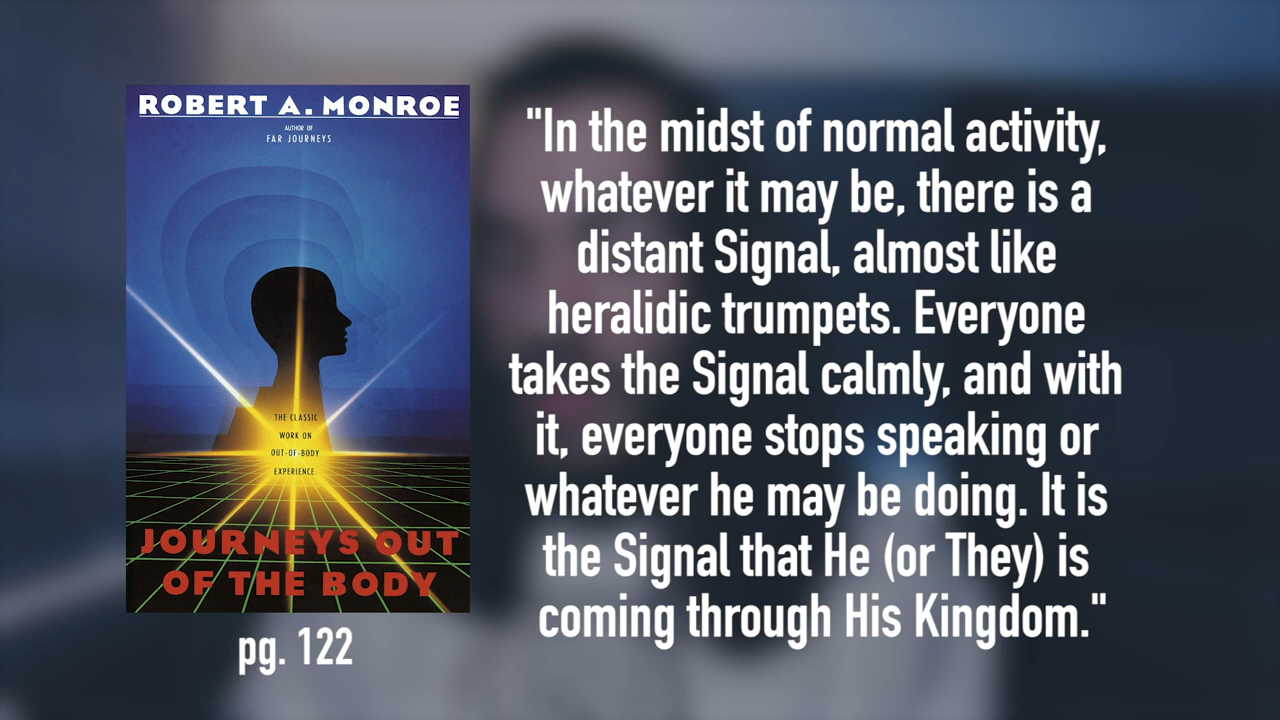 ROBERT A. MONROE
AUTHOR OF
FAR JOURNEYS
THE CLASSIC
WORK ON
OUT-OF-BODY
EXPERIENCE.
JOURNEYS OUT
OF THE BODY
pg. 122
"In the midst of normal activity,
whatever it may be, there is a
distant Signal, almost like
heralidic trumpets. Everyone
takes the Signal calmly, and with
it, everyone stops speaking or
whatever he may be doing. It is
the Signal that He (or They) is
coming through His Kingdom."